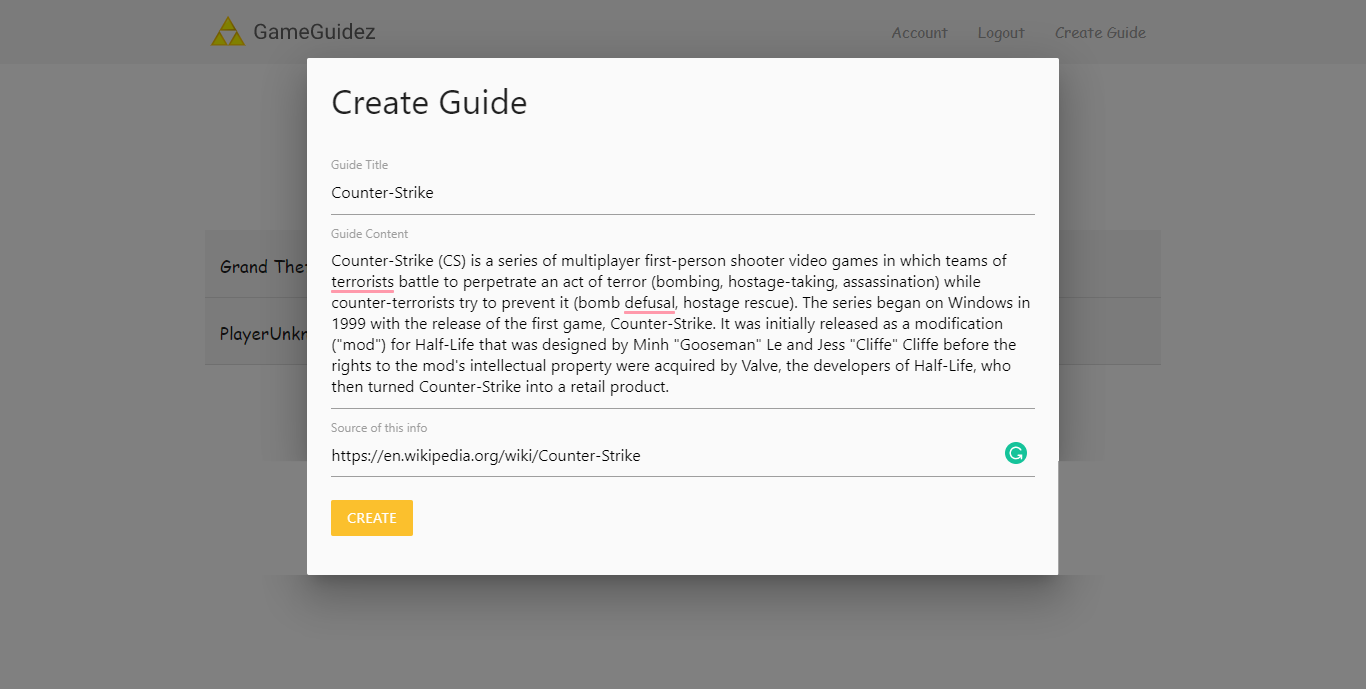 GameGuidez
Account Logout Create Guide
Create Guide
Guide Title
Counter-Strike
Guide Content
Counter-Strike (CS) is a series of multiplayer first-person shooter video games in which teams of
terrorists battle to perpetrate an act of terror (bombing, hostage-taking, assassination) while
counter-terrorists try to prevent it (bomb defusal, hostage rescue). The series began on Windows in
1999 with the release of the first game, Counter-Strike. It was initially released as a modification
("mod") for Half-Life that was designed by Minh "Gooseman" Le and Jess "Cliffe" Cliffe before the
rights to the mod's intellectual property were acquired by Valve, the developers of Half-Life, who
then turned Counter-Strike into a retail product.
Source of this info
https://en.wikipedia.org/wiki/Counter-Strike
CREATE
Grand